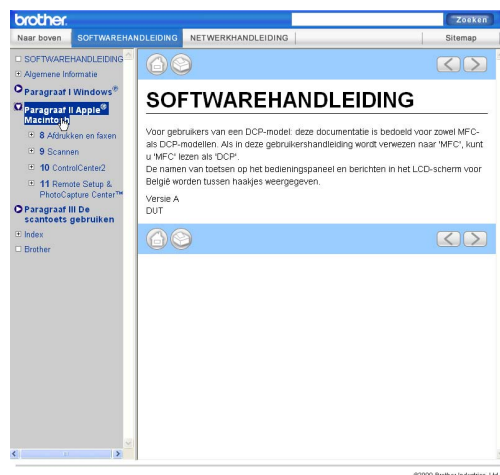 brother
Zoeken
Naar boven SOFTWAREHANDLEIDING NETWERKHANDLEIDING Sitemap
SOFTWAREHANDLEIDING
Algemene Informatie
Paragraaf I Windows®
Paragraaf II Apple®
Macintosh
8 Afdrukken en faxen
9 Scannen
10 ControlCenter2
11 Remote Setup &
PhotoCapture Center™
Paragraaf III De
scantoets gebruiken
Index
Brother
SOFTWAREHANDLEIDING
Voor gebruikers van een DCP-model: deze documentatie is bedoeld voor zowel MFC-
als DCP-modellen. Als in deze gebruikershandleiding wordt verwezen naar 'MFC', kunt
u 'MFC' lezen als 'DCP'.
De namen van toetsen op het bedieningspaneel en berichten in het LCD-scherm voor
België worden tussen haakjes weergegeven.
Versie A
DUT
Brother Industries, Ltd.